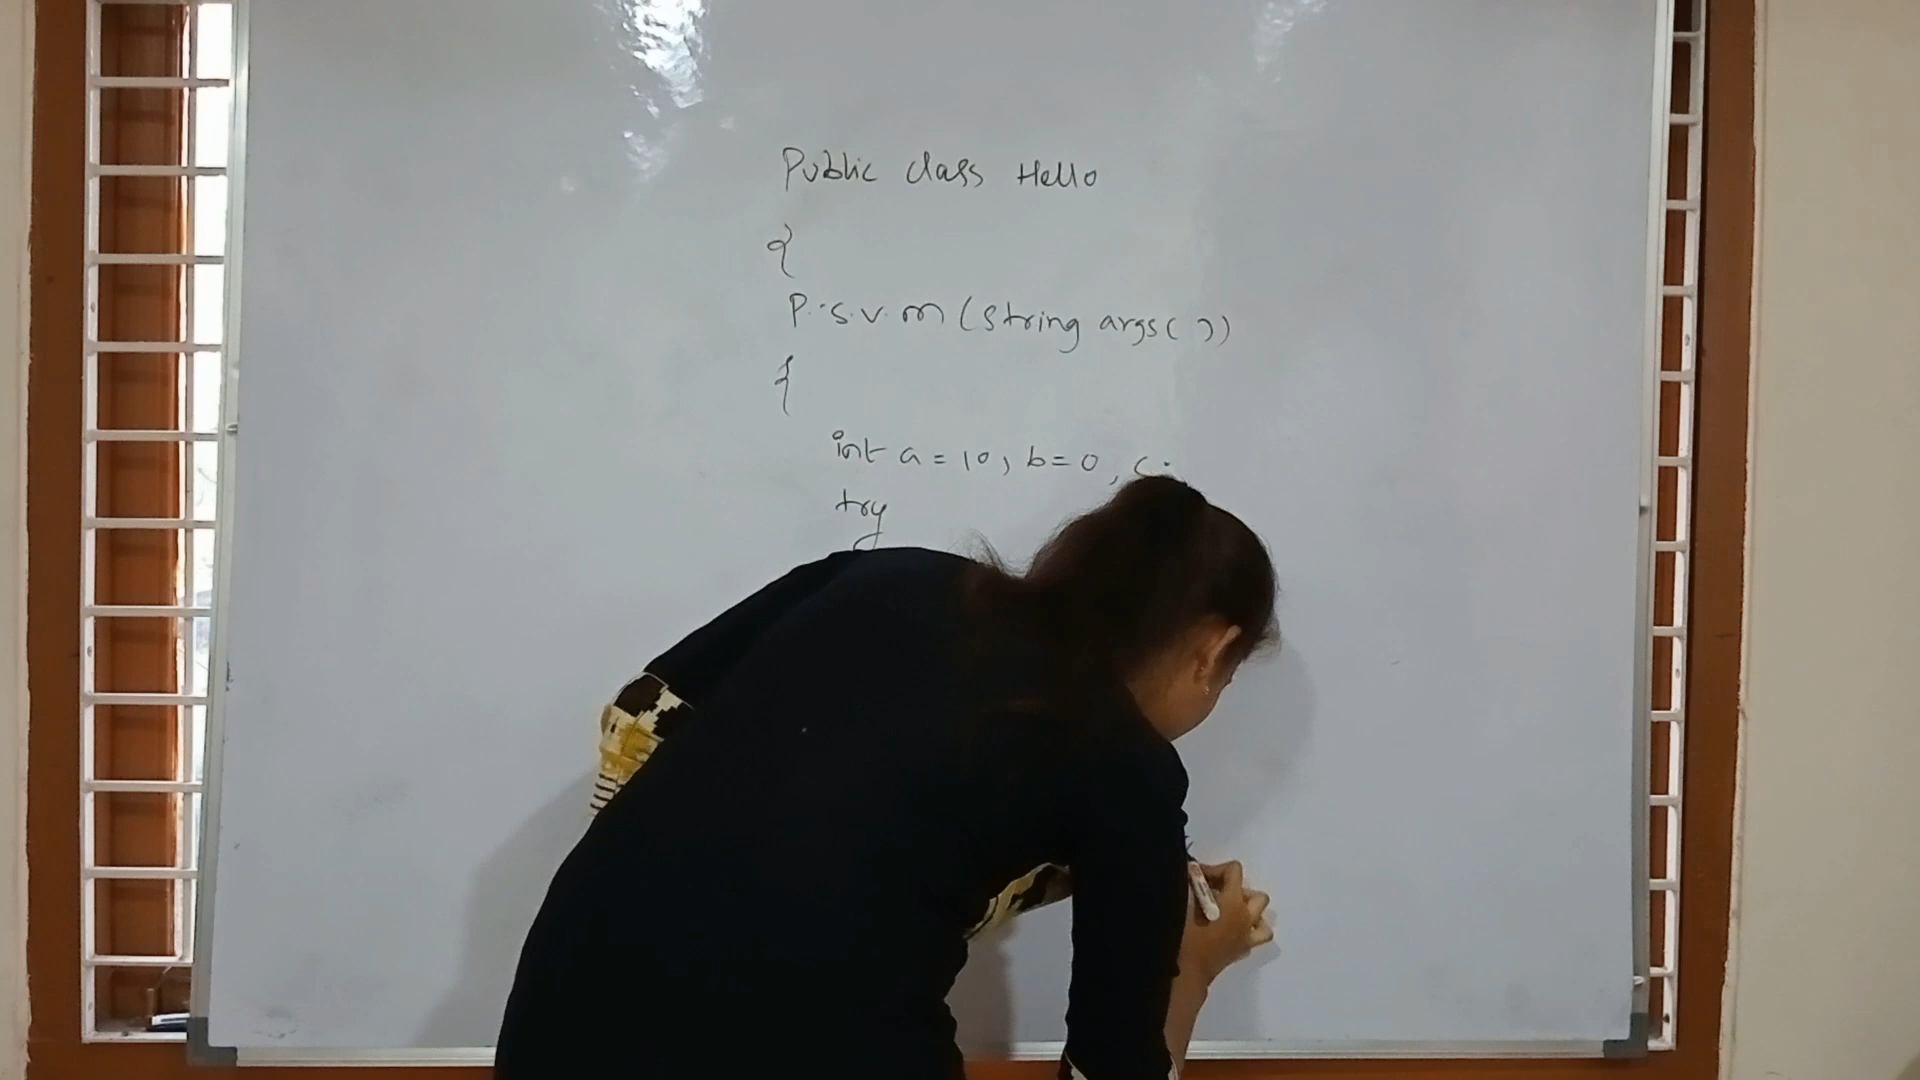 Public class Hello
{
P.S.V.m (String args( ))
{
int a = 10, b=0, c;
try